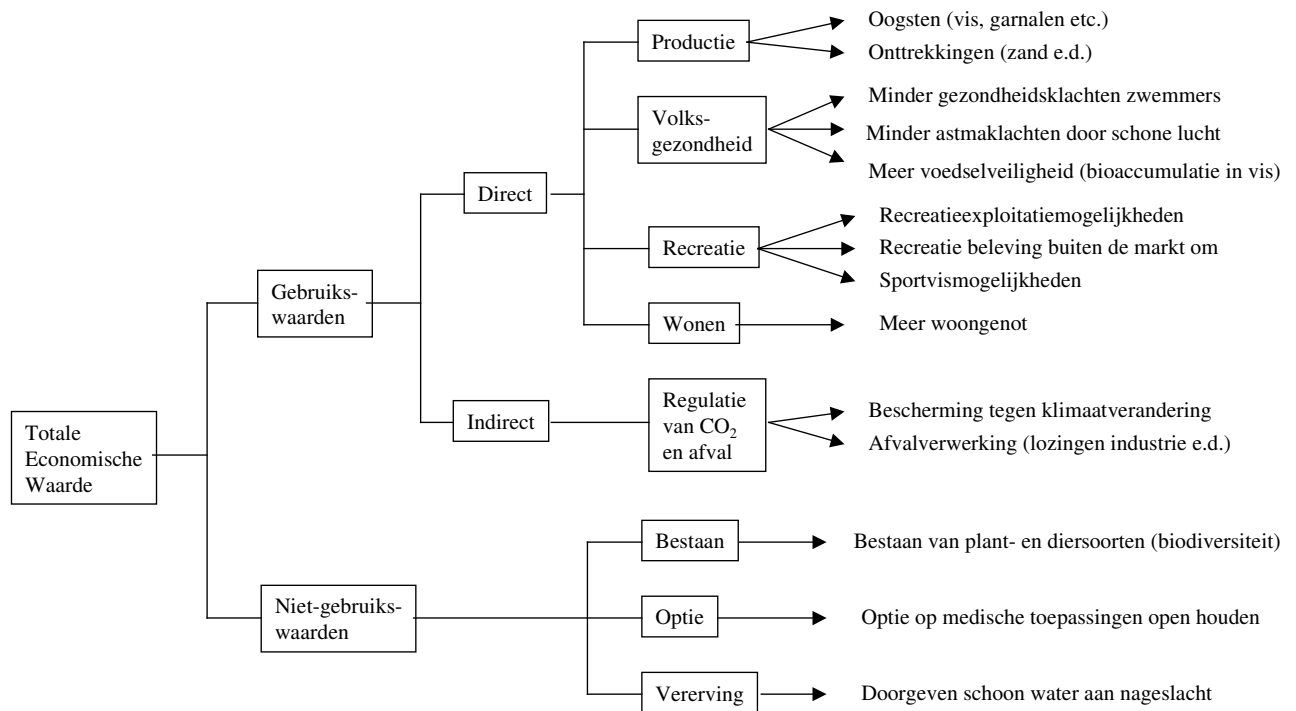 Oogsten (vis, garnalen etc.)
Productie
Onttrekkingen (zand e.d.)
Minder gezondheidsklachten zwemmers
Volks-
gezondheid
Minder astmaklachten door schone lucht
Meer voedselveiligheid (bioaccumulatie in vis)
Direct
Recreatieexploitatiemogelijkheden
Recreatie
Recreatie beleving buiten de markt om
Sportvismogelijkheden
Gebruiks-
waarden
Wonen
Meer woongenot
Indirect
Regulatie
van CO2
en afval
Bescherming tegen klimaatverandering
Afvalverwerking (lozingen industrie e.d.)
Totale
Economische
Waarde
Bestaan
Bestaan van plant- en diersoorten (biodiversiteit)
Niet-gebruiks-
waarden
Optie
Optie op medische toepassingen open houden
Vererving
Doorgeven schoon water aan nageslacht